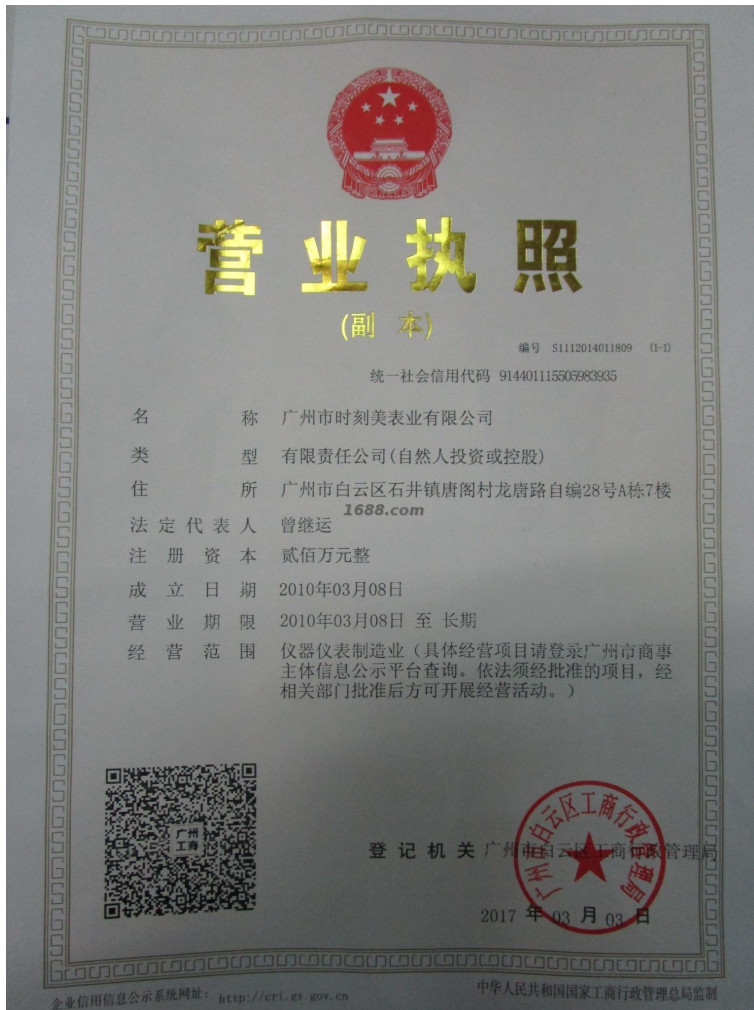 营业执照
(副 本)
编号 S1112014011809 (1-1)
统一社会信用代码 914401115505983935
名 称 广州市时刻美表业有限公司
类 型 有限责任公司(自然人投资或控股)
住 所 广州市白云区石井镇唐阁村龙唐路自编28号A栋7楼
1688.com
法定代表人 曾继运
注册资本 贰佰万元整
成立日期 2010年03月08日
营业期限 2010年03月08日 至 长期
经营范围 仪器仪表制造业（具体经营项目请登录广州市商事
主体信息公示平台查询。依法须经批准的项目，经
相关部门批准后方可开展经营活动。）
广州
工商
广州市白云区工商行政管理局
登记机关 广州市白云区工商行政管理局
2017 年 03 月 03 日
企业信用信息公示系统网址： http://cri.gz.gov.cn
中华人民共和国国家工商行政管理总局监制